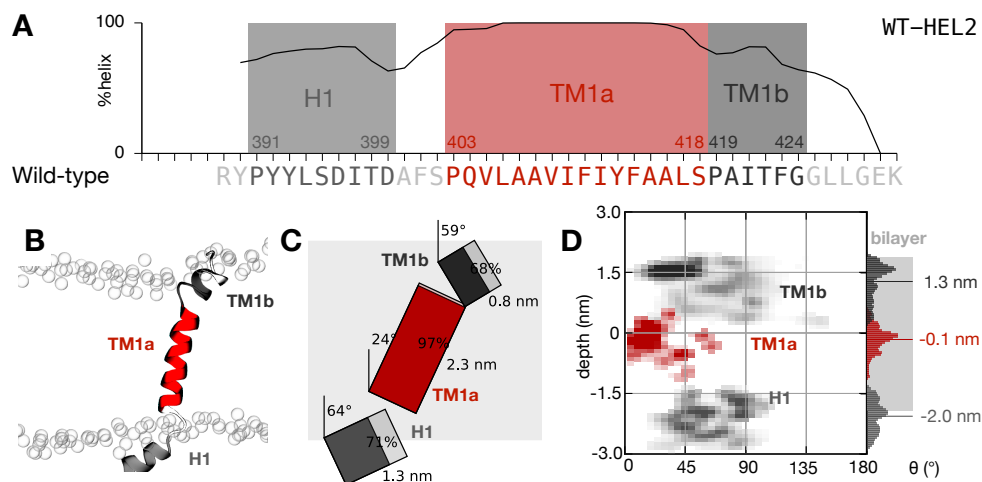 A
WT−HEL2
100
%helix
0
H1
TM1a
TM1b
391
399
403
418
419
424
Wild-type
RYPYYLSDITDAFSPQVLAAVIFIYFAALSPAITFGGLLGEK
B
TM1b
TM1a
H1
C
59°
TM1b
68%
0.8 nm
24°
97%
2.3 nm
TM1a
64°
H1
71%
1.3 nm
D
3.0
1.5
0
-1.5
-3.0
depth (nm)
TM1b
TM1a
H1
0
45
90
135
180
θ (°)
bilayer
1.3 nm
-0.1 nm
-2.0 nm